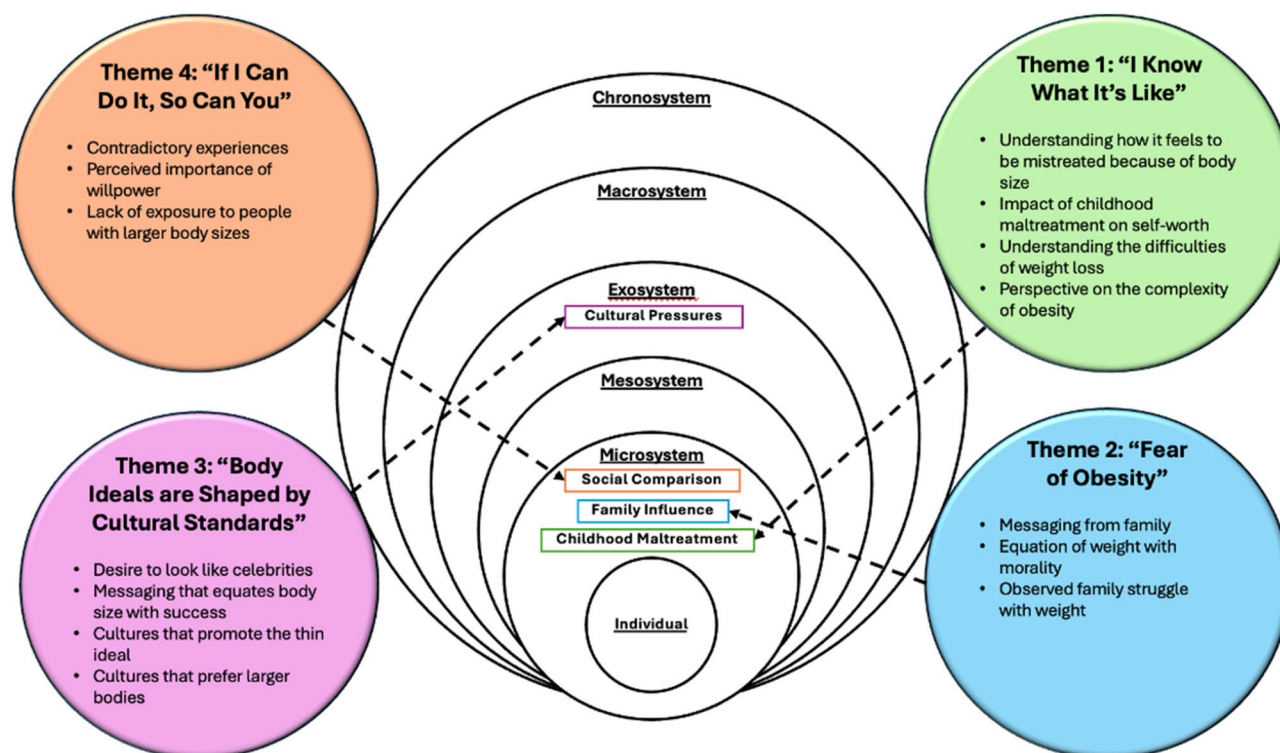 Theme 4: “If I Can
Do It, So Can You”
• Contradictory experiences
• Perceived importance of
willpower
• Lack of exposure to people
with larger body sizes
Theme 3: “Body
Ideals are Shaped by
Cultural Standards”
• Desire to look like celebrities
• Messaging that equates body
size with success
• Cultures that promote the thin
ideal
• Cultures that prefer larger
bodies
Chronosystem
Macrosystem
Exosystem
Cultural Pressures
Mesosystem
Microsystem
Social Comparison
Family Influence
Childhood Maltreatment
Individual
Theme 1: “I Know
What It’s Like”
• Understanding how it feels to
be mistreated because of body
size
• Impact of childhood
maltreatment on self-worth
• Understanding the difficulties
of weight loss
• Perspective on the complexity
of obesity
Theme 2: “Fear
of Obesity”
• Messaging from family
• Equation of weight with
morality
• Observed family struggle
with weight